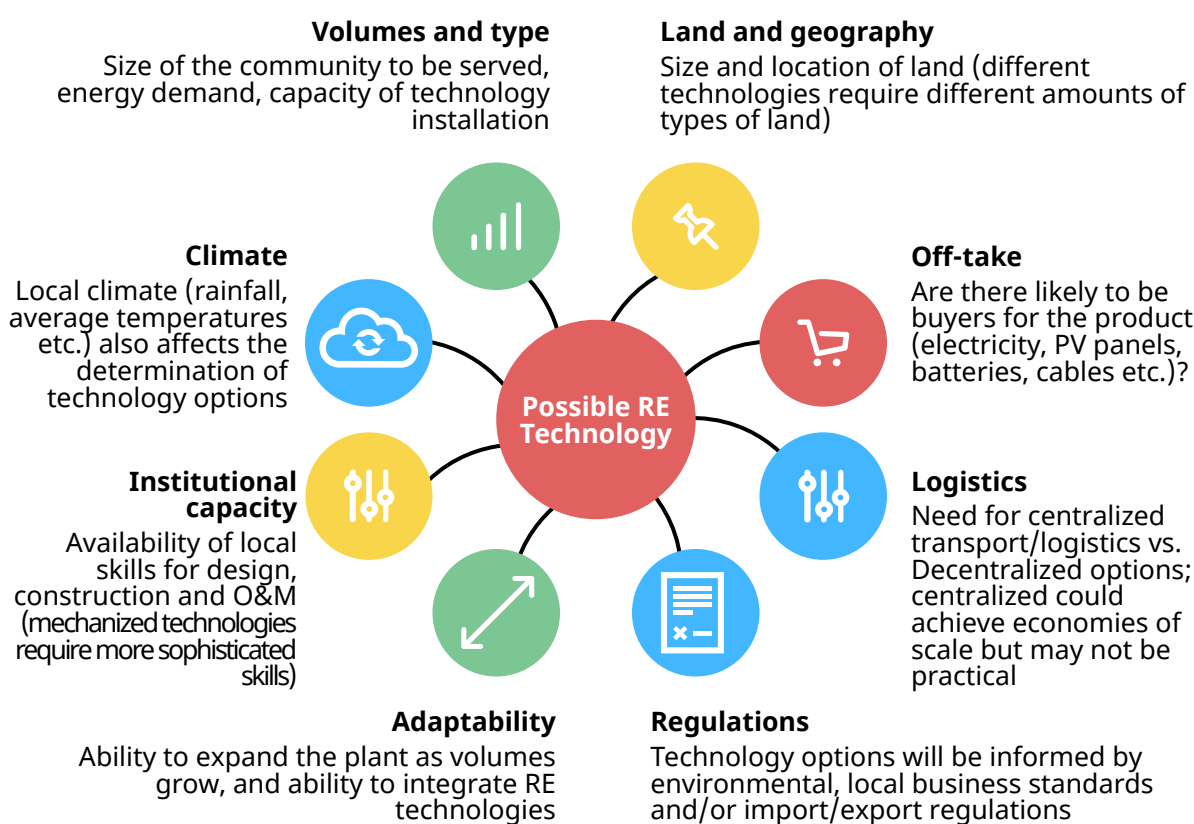 Volumes and type
Size of the community to be served,
energy demand, capacity of technology
installation
Land and geography
Size and location of land (different
technologies require different amounts of
types of land)
Climate
Local climate (rainfall,
average temperatures
etc.) also affects the
determination of
technology options
Off-take
Are there likely to be
buyers for the product
(electricity, PV panels,
batteries, cables etc.)?
Possible RE
Technology
Institutional
capacity
Availability of local
skills for design,
construction and O&M
(mechanized technologies
require more sophisticated
skills)
Logistics
Need for centralized
transport/logistics vs.
Decentralized options;
centralized could
achieve economies of
scale but may not be
practical
Adaptability
Ability to expand the plant as volumes
grow, and ability to integrate RE
technologies
Regulations
Technology options will be informed by
environmental, local business standards
and/or import/export regulations